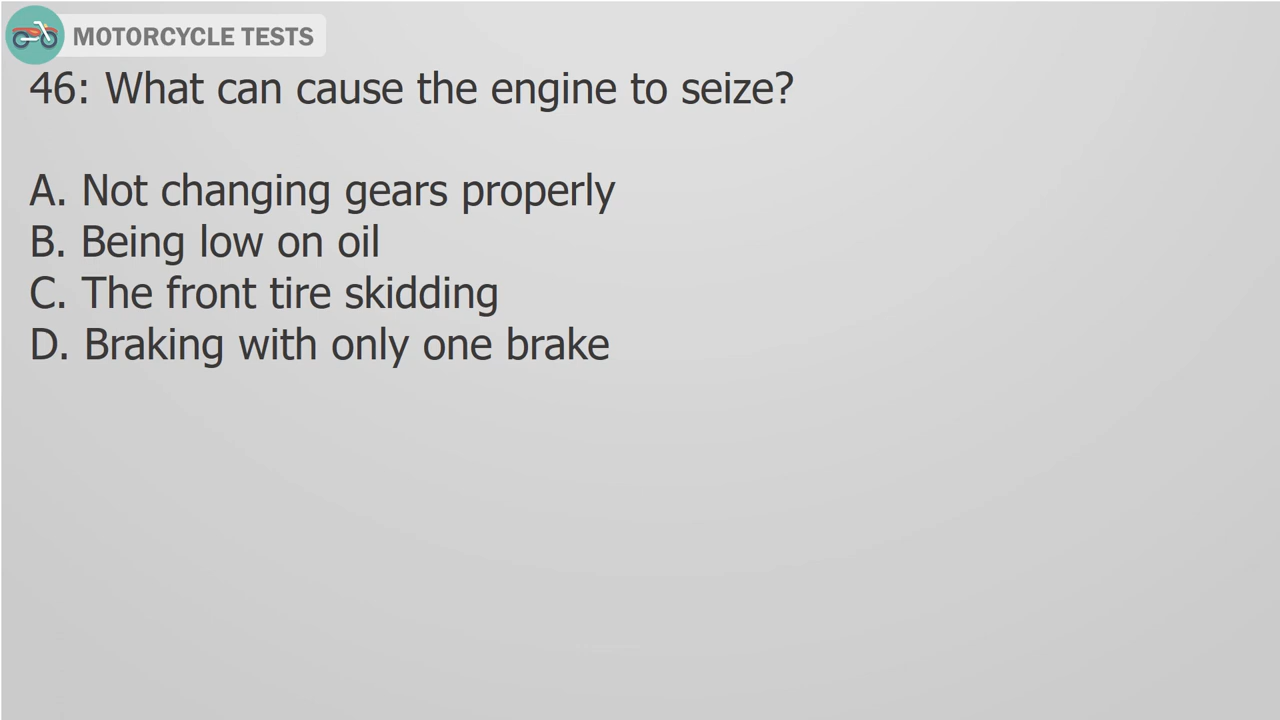 MOTORCYCLE TESTS
46: What can cause the engine to seize?
A. Not changing gears properly
B. Being low on oil
C. The front tire skidding
D. Braking with only one brake